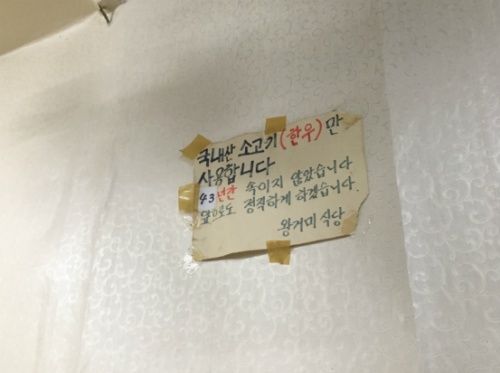 국내산 소고기(한우)만
사용합니다
43년간 속이지 않았습니다
앞으로도 정직하게 하겠습니다.
왕거미 식당